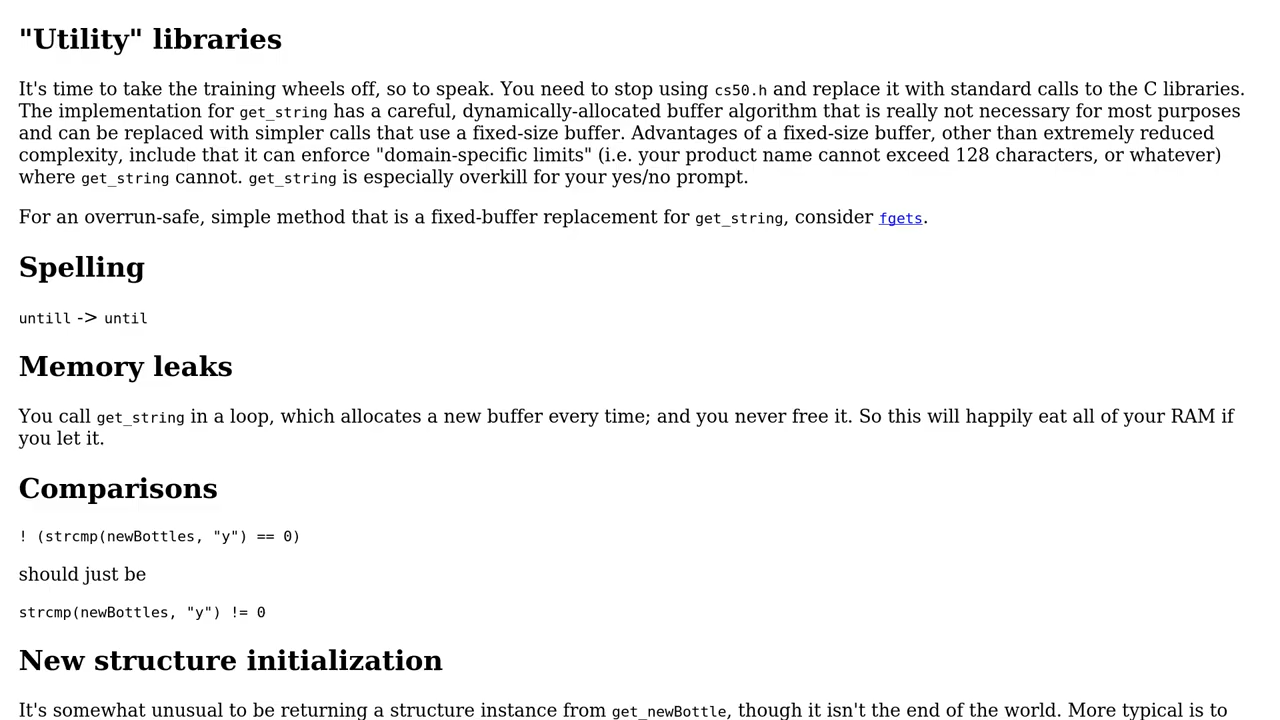 "Utility" libraries
It's time to take the training wheels off, so to speak. You need to stop using cs50.h and replace it with standard calls to the C libraries.
The implementation for get_string has a careful, dynamically-allocated buffer algorithm that is really not necessary for most purposes
and can be replaced with simpler calls that use a fixed-size buffer. Advantages of a fixed-size buffer, other than extremely reduced
complexity, include that it can enforce "domain-specific limits" (i.e. your product name cannot exceed 128 characters, or whatever)
where get_string cannot. get_string is especially overkill for your yes/no prompt.
For an overrun-safe, simple method that is a fixed-buffer replacement for get_string, consider fgets.
Spelling
untill -> until
Memory leaks
You call get_string in a loop, which allocates a new buffer every time; and you never free it. So this will happily eat all of your RAM if
you let it.
Comparisons
! (strcmp(newBottles, "y") == 0)
should just be
strcmp(newBottles, "y") != 0
New structure initialization
It's somewhat unusual to be returning a structure instance from get_newBottle, though it isn't the end of the world. More typical is to